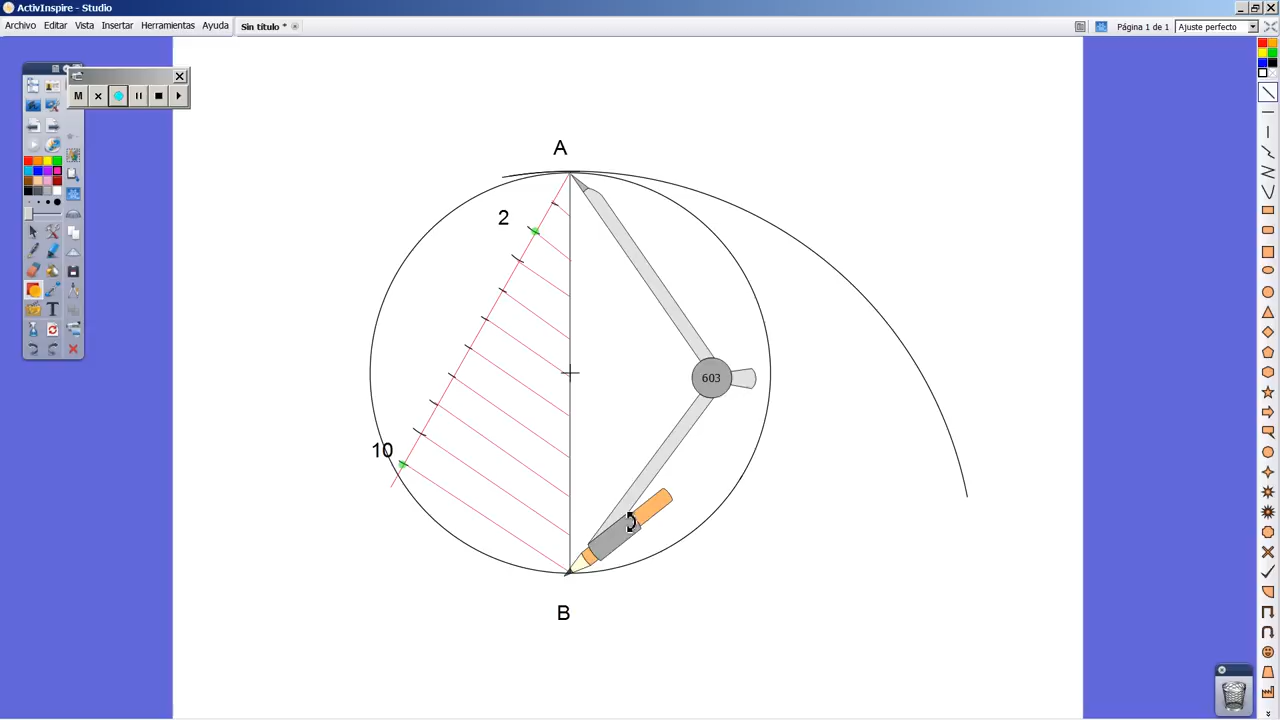 ActivInspire - Studio
Archivo Editar Vista Insertar Herramientas Ayuda
Sin título *
Página 1 de 1
Ajuste perfecto
M
A
2
603
10
B
T